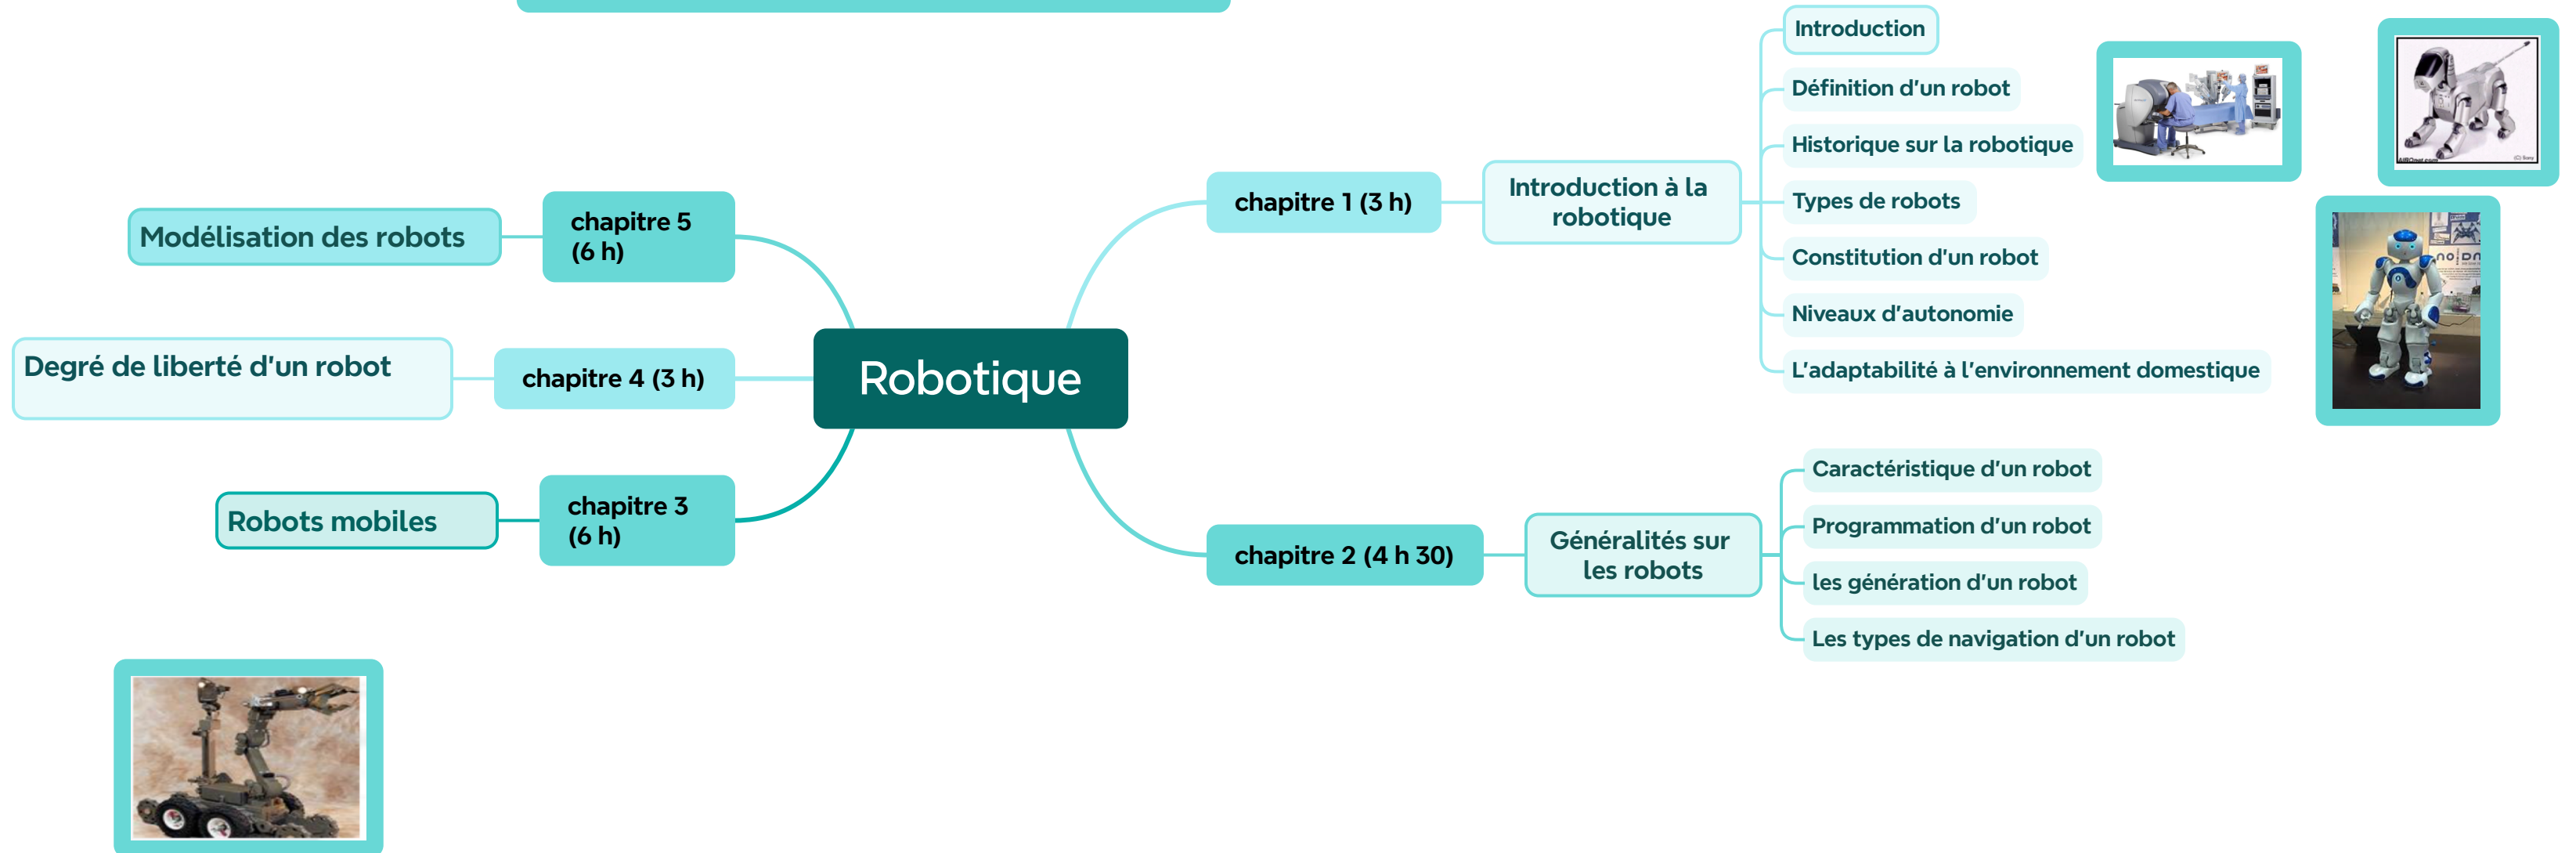 Robotique
chapitre 1 (3 h)
Introduction à la
robotique
Introduction
Définition d'un robot
Historique sur la robotique
Types de robots
Constitution d'un robot
Niveaux d'autonomie
L'adaptabilité à l'environnement domestique
chapitre 2 (4 h 30)
Généralités sur
les robots
Caractéristique d'un robot
Programmation d'un robot
les génération d'un robot
Les types de navigation d'un robot
chapitre 3
(6 h)
Robots mobiles
chapitre 4 (3 h)
Degré de liberté d'un robot
chapitre 5
(6 h)
Modélisation des robots
(C) Sony